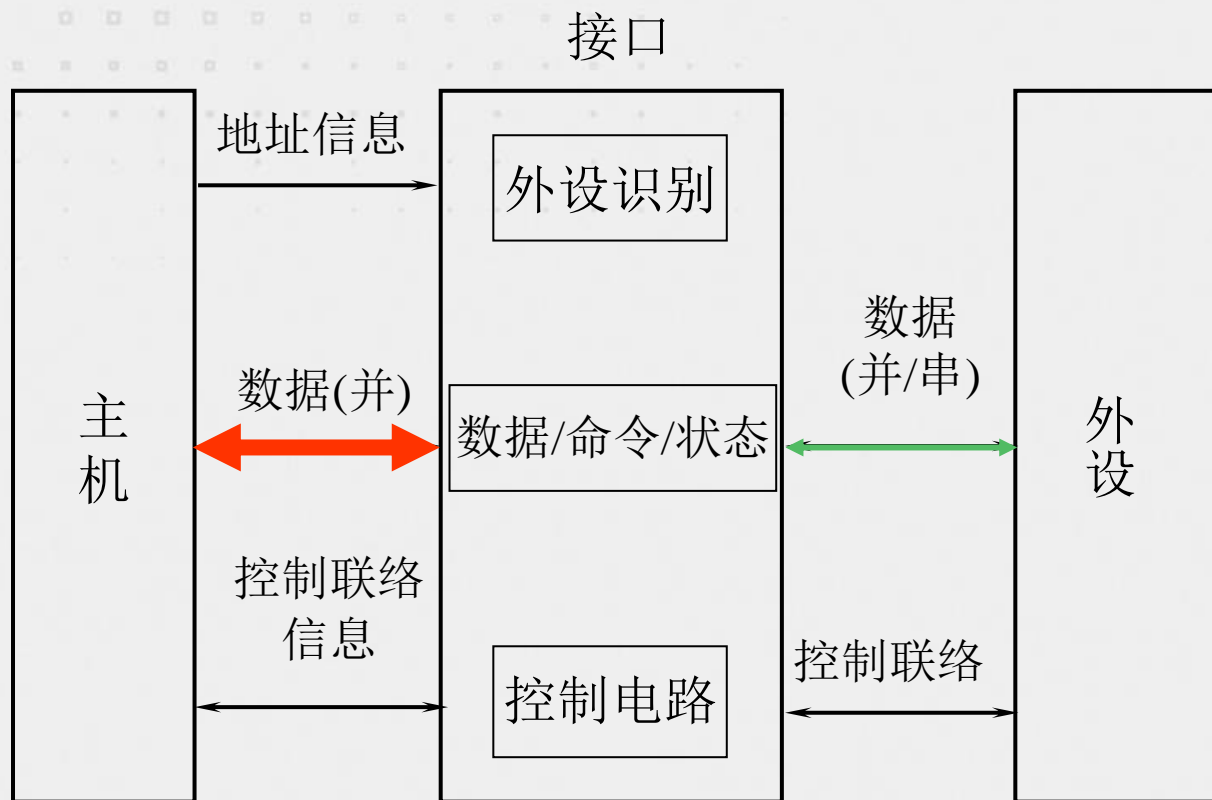 接口
地址信息
外设识别
数据
(并/串)
数据(并)
主
机
数据/命令/状态
外
设
控制联络
信息
控制电路
控制联络